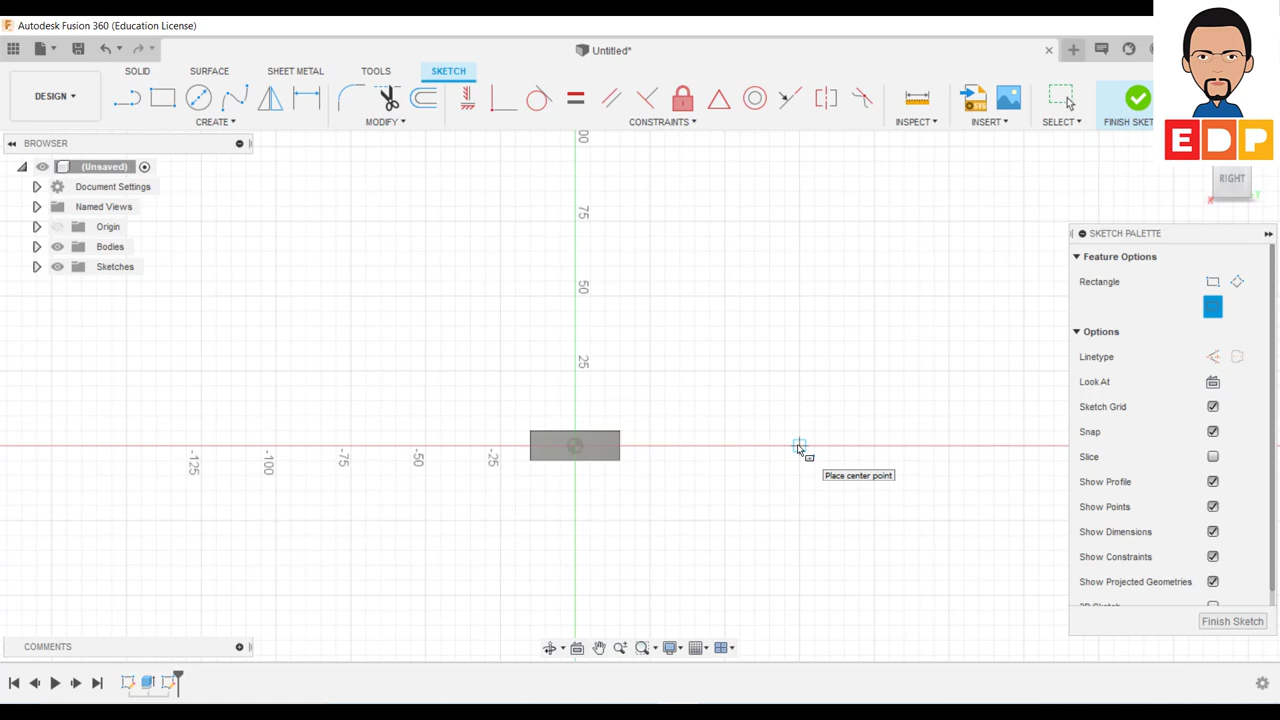 Autodesk Fusion 360 (Education License)
Untitled*
SOLID SURFACE SHEET METAL TOOLS SKETCH
DESIGN
CREATE MODIFY CONSTRAINTS INSPECT INSERT SELECT FINISH SKET
EDP
BROWSER
(Unsaved)
Document Settings
Named Views
Origin
Bodies
Sketches
RIGHT
X
Y
00
75
50
25
-125
-100
-75
-50
-25
Place center point
SKETCH PALETTE
Feature Options
Rectangle
Options
Linetype
Look At
Sketch Grid
Snap
Slice
Show Profile
Show Points
Show Dimensions
Show Constraints
Show Projected Geometries
Finish Sketch
COMMENTS